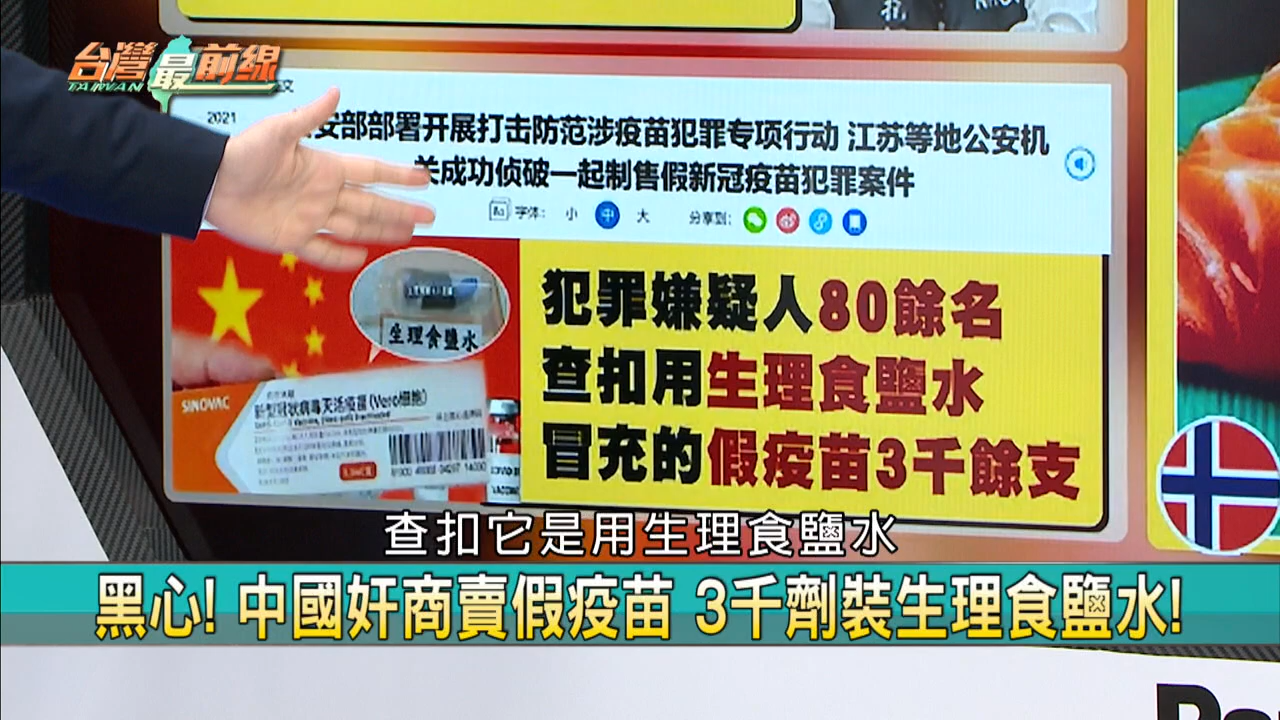 台灣最前線
TAIWAN
文
2021
安部部署开展打击防范涉疫苗犯罪专项行动 江苏等地公安机
关成功侦破一起制售假新冠疫苗犯罪案件
字体： 小 中 大 分享到：
生理食鹽水
犯罪嫌疑人80餘名
查扣用生理食鹽水
冒充的假疫苗3千餘支
SINOVAC
新型冠状病毒灭活疫苗（Vero细胞）
查扣它是用生理食鹽水
黑心! 中國奸商賣假疫苗 3千劑裝生理食鹽水!